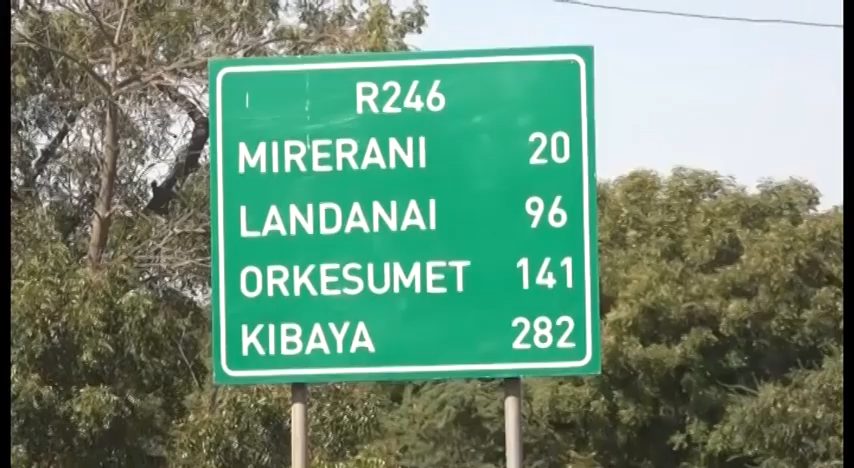 R246
MIRERANI 20
LANDANAI 96
ORKESUMET 141
KIBAYA 282